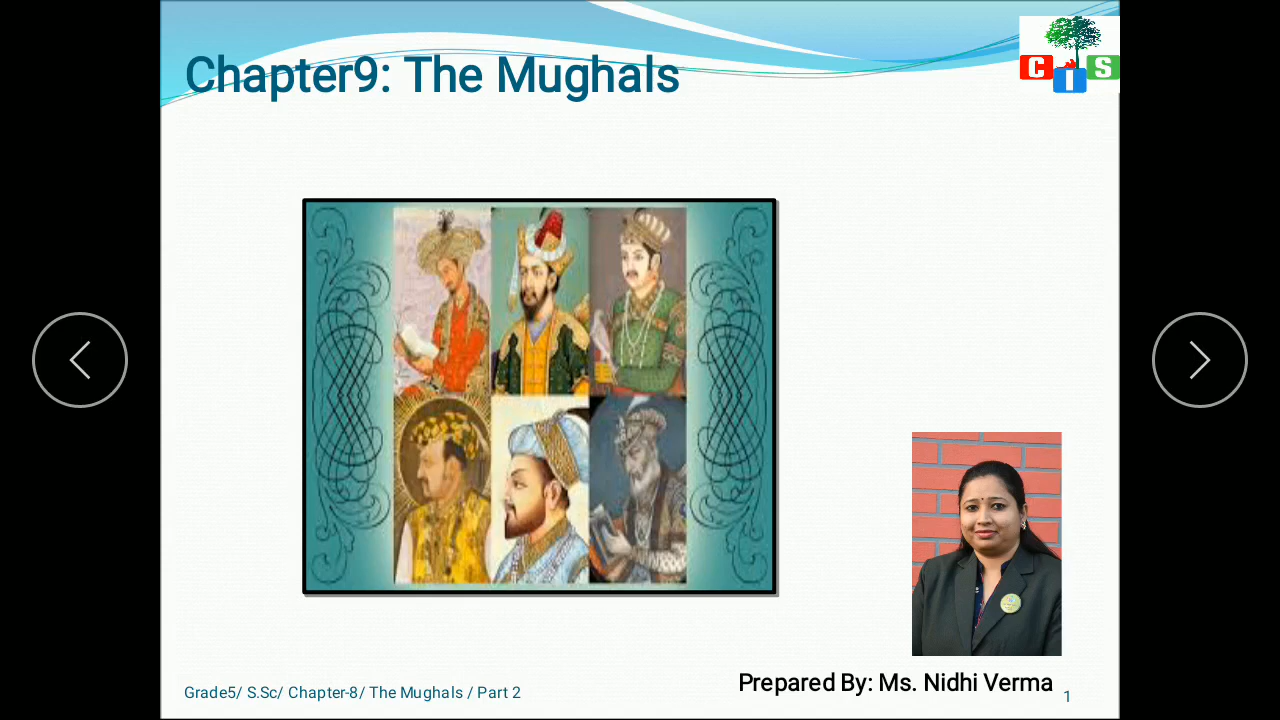 Chapter9: The Mughals
C I S
Prepared By: Ms. Nidhi Verma
Grade5/ S.Sc/ Chapter-8/ The Mughals / Part 2
1